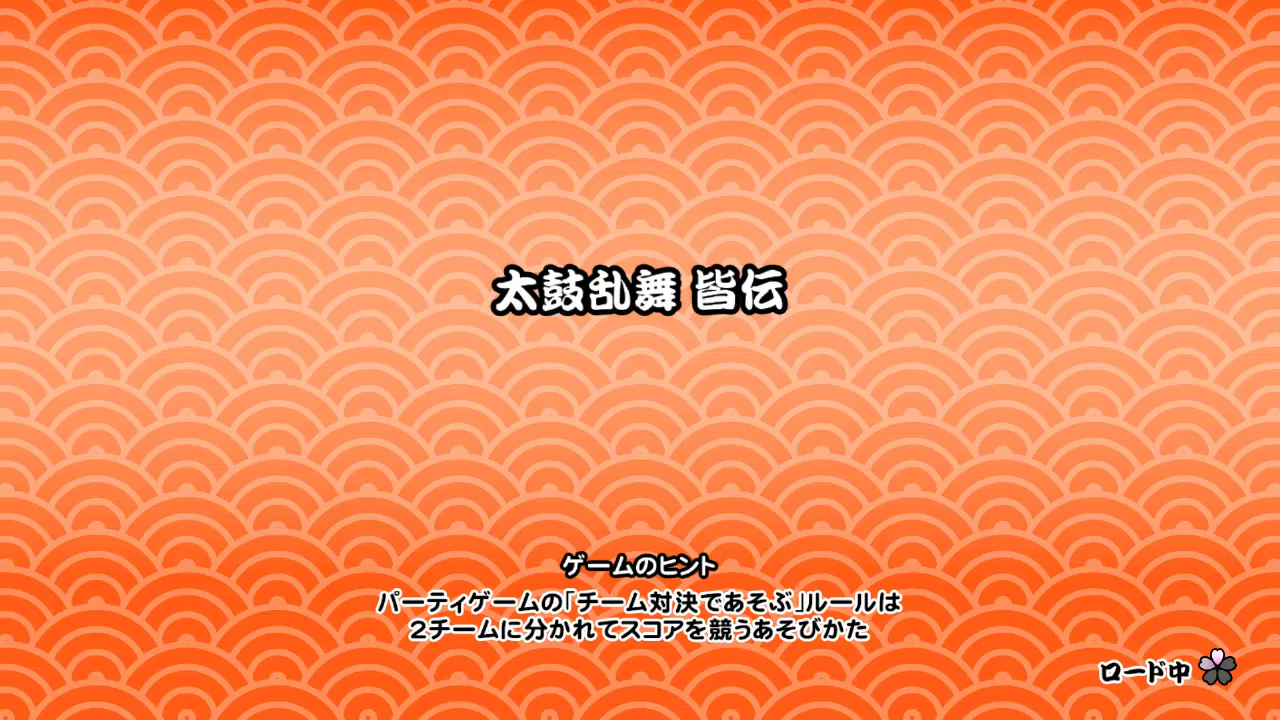 太鼓乱舞 皆伝
ゲームのヒント
パーティゲームの「チーム対決であそぶ」ルールは
2チームに分かれてスコアを競うあそびかた
ロード中